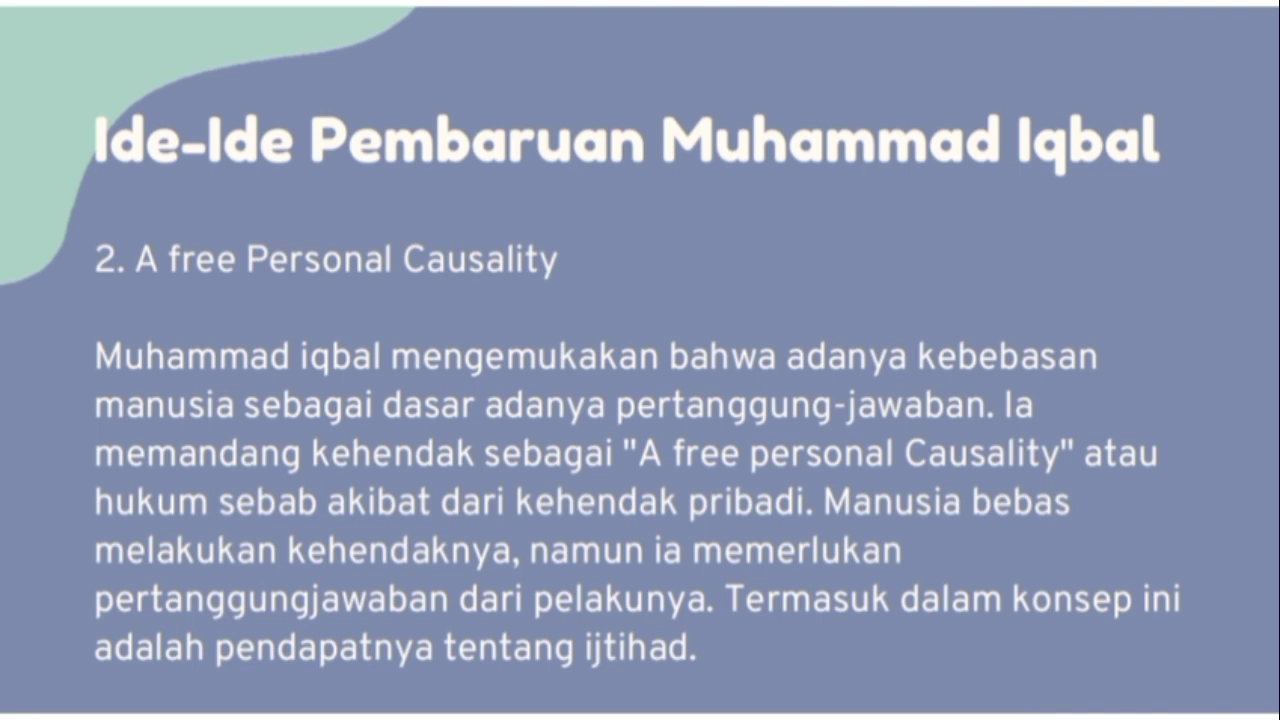 Ide-Ide Pembaruan Muhammad Iqbal
2. A free Personal Causality
Muhammad iqbal mengemukakan bahwa adanya kebebasan
manusia sebagai dasar adanya pertanggung-jawaban. Ia
memandang kehendak sebagai "A free personal Causality" atau
hukum sebab akibat dari kehendak pribadi. Manusia bebas
melakukan kehendaknya, namun ia memerlukan
pertanggungjawaban dari pelakunya. Termasuk dalam konsep ini
adalah pendapatnya tentang ijtihad.